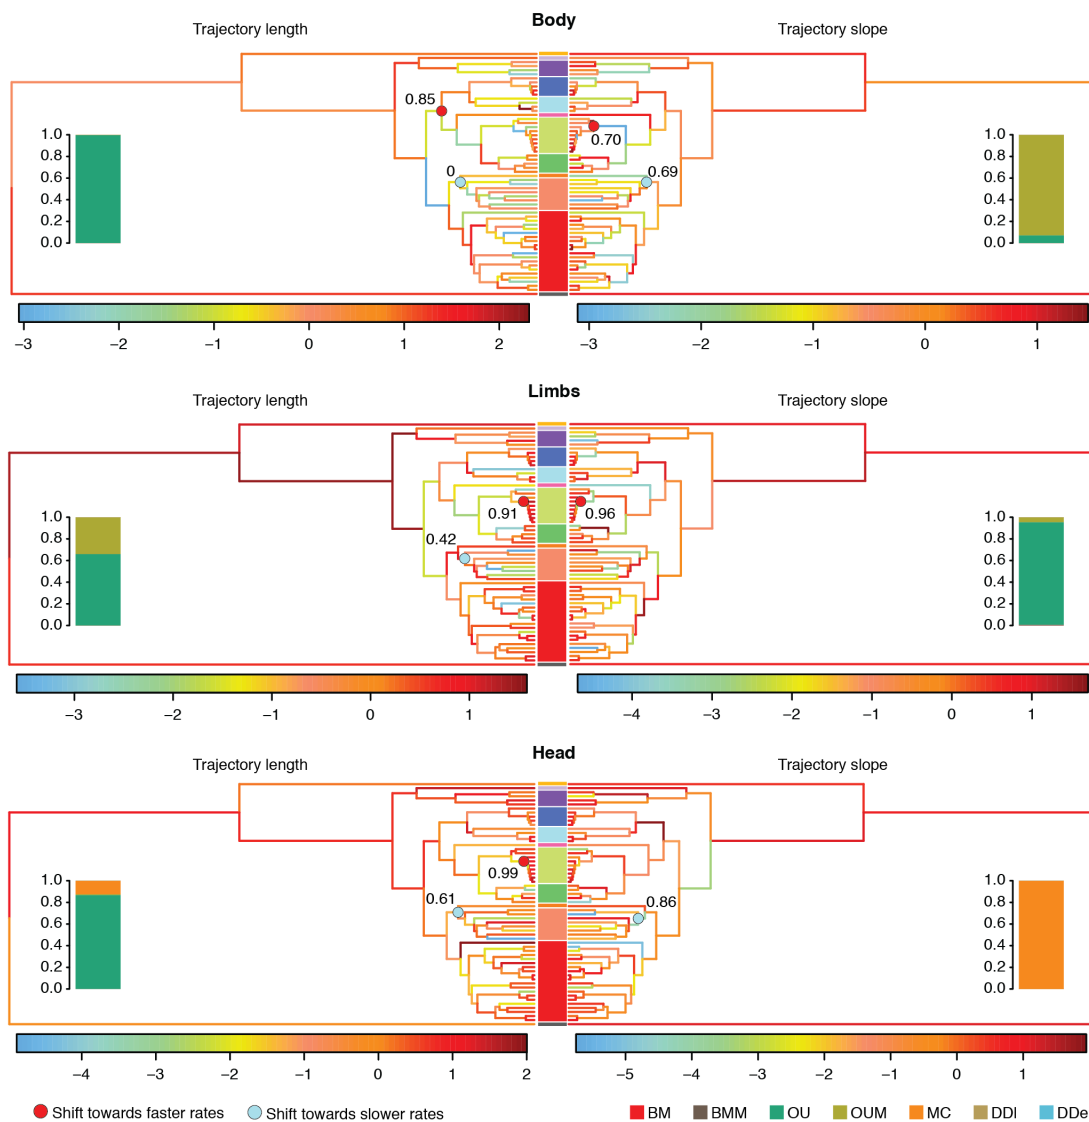 Body
Trajectory length
Trajectory slope
0.85
0.70
0
0.69
1.0
0.8
0.6
0.4
0.2
0.0
1.0
0.8
0.6
0.4
0.2
0.0
−3 −2 −1 0 1 2
−3 −2 −1 0 1
Limbs
Trajectory length
Trajectory slope
0.91
0.96
0.42
1.0
0.8
0.6
0.4
0.2
0.0
1.0
0.8
0.6
0.4
0.2
0.0
−3 −2 −1 0 1
−4 −3 −2 −1 0 1
Head
Trajectory length
Trajectory slope
0.99
0.61
0.86
1.0
0.8
0.6
0.4
0.2
0.0
1.0
0.8
0.6
0.4
0.2
0.0
−4 −3 −2 −1 0 1 2
−5 −4 −3 −2 −1 0 1
Shift towards faster rates Shift towards slower rates BM BMM OU OUM MC DDl DDe